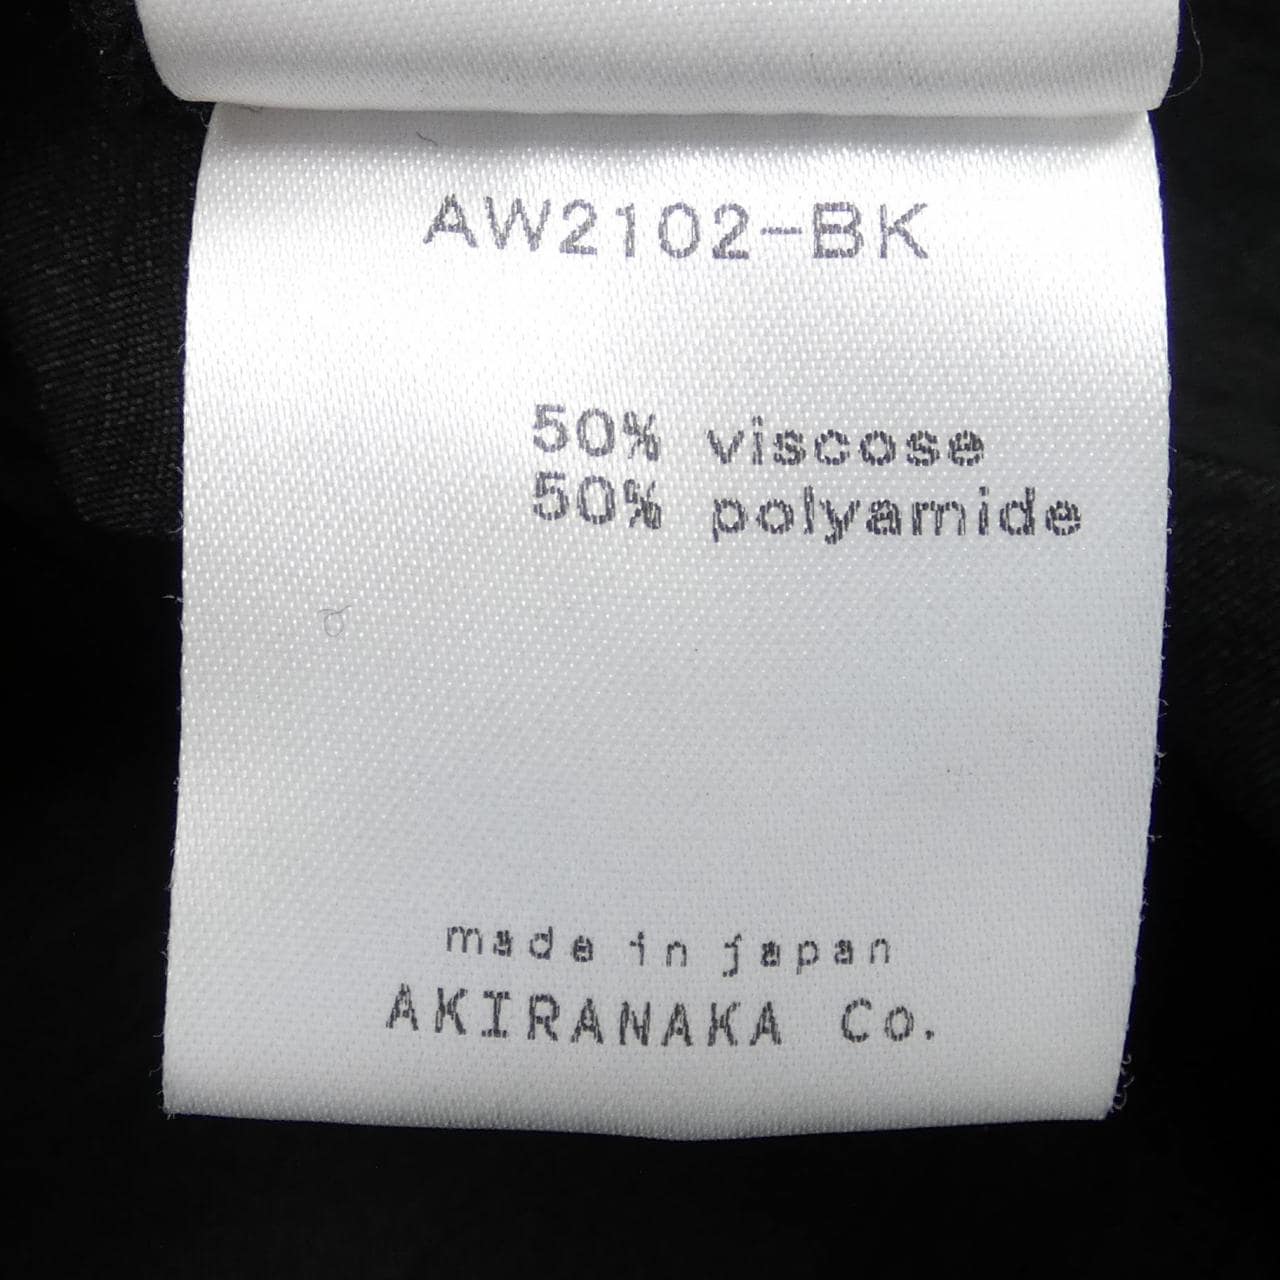 AW2102-BK
50% viscose
50% polyamide
made in japan
AKIRANAKA Co.